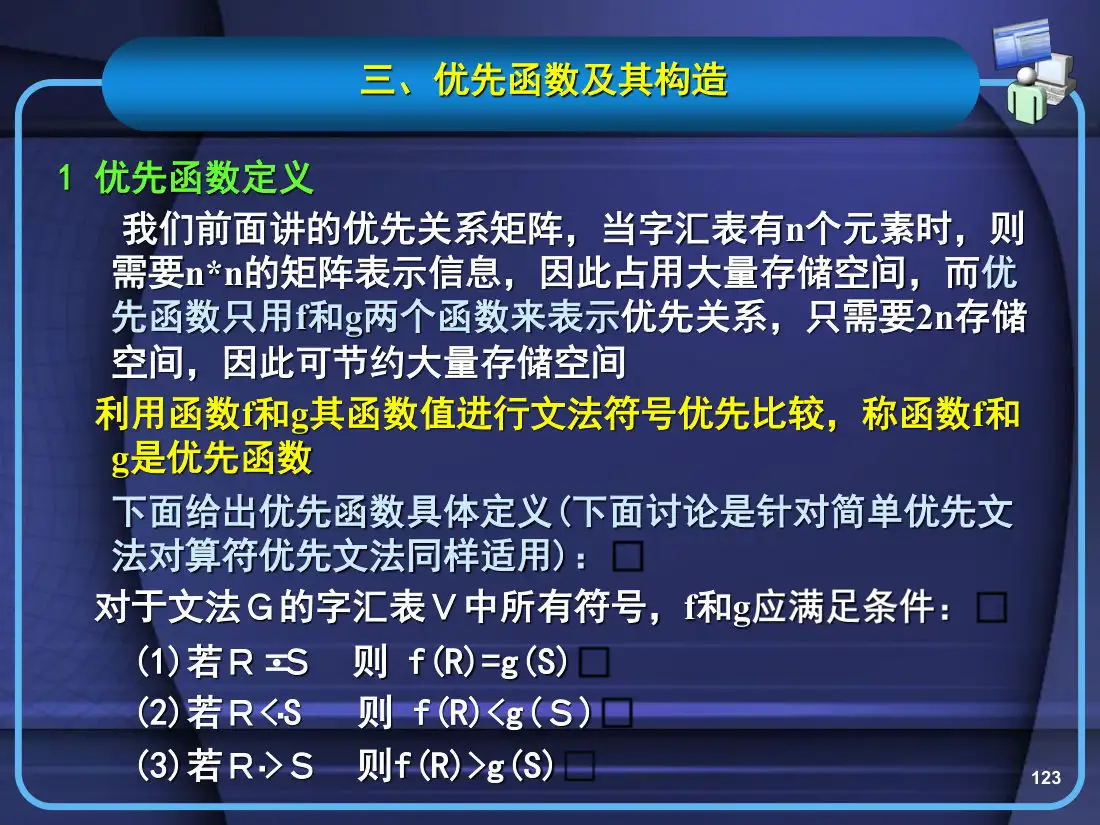 三、优先函数及其构造
1 优先函数定义
我们前面讲的优先关系矩阵，当字汇表有n个元素时，则
需要n*n的矩阵表示信息，因此占用大量存储空间，而优
先函数只用f和g两个函数来表示优先关系，只需要2n存储
空间，因此可节约大量存储空间
利用函数f和g其函数值进行文法符号优先比较，称函数f和
g是优先函数
下面给出优先函数具体定义(下面讨论是针对简单优先文
法对算符优先文法同样适用)：□
对于文法Ｇ的字汇表Ｖ中所有符号，f和g应满足条件：□
(1)若Ｒ≐S 则 f(R)=g(S)□
(2)若Ｒ<·S 则 f(R)<g(Ｓ)□
(3)若Ｒ·>Ｓ 则f(R)>g(S)□
123